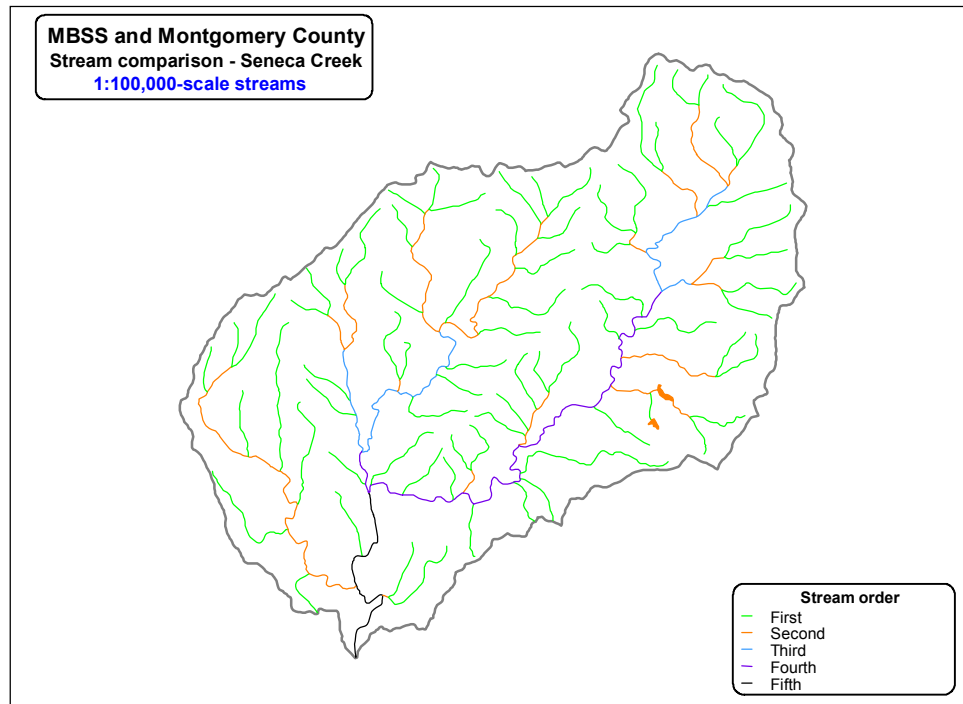 MBSS and Montgomery County
Stream comparison - Seneca Creek
1:100,000-scale streams
Stream order
First
Second
Third
Fourth
Fifth